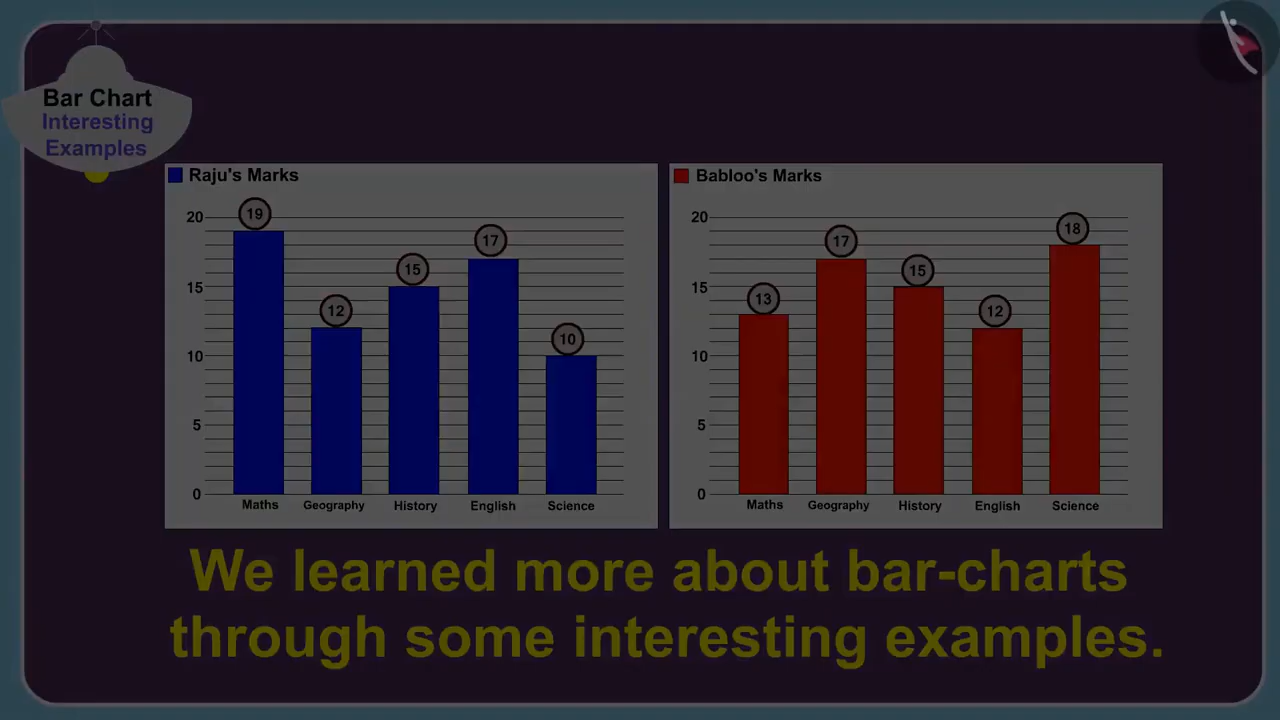 Bar Chart
Interesting
Examples
Raju's Marks
20
15
10
5
0
19
12
15
17
10
Maths Geography History English Science
Babloo's Marks
20
15
10
5
0
13
17
15
12
18
Maths Geography History English Science
We learned more about bar-charts
through some interesting examples.